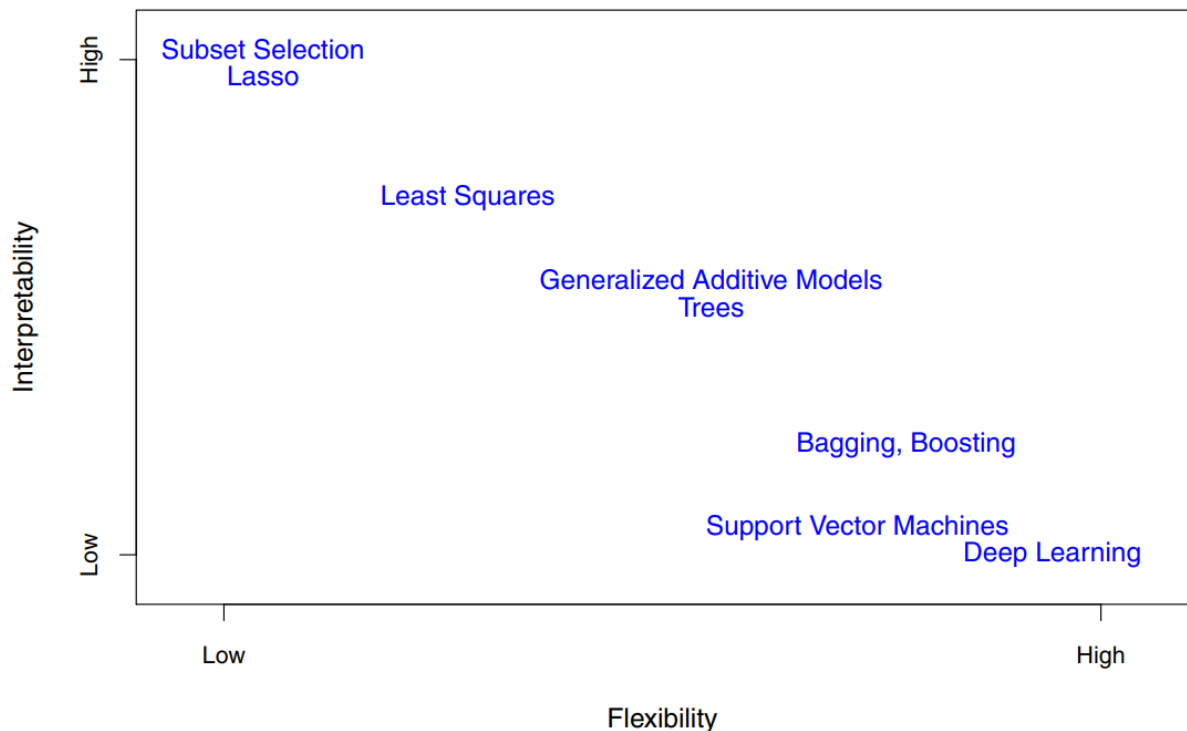 High
Subset Selection
Lasso
Least Squares
Interpretability
Generalized Additive Models
Trees
Bagging, Boosting
Support Vector Machines
Low
Deep Learning
Low
High
Flexibility